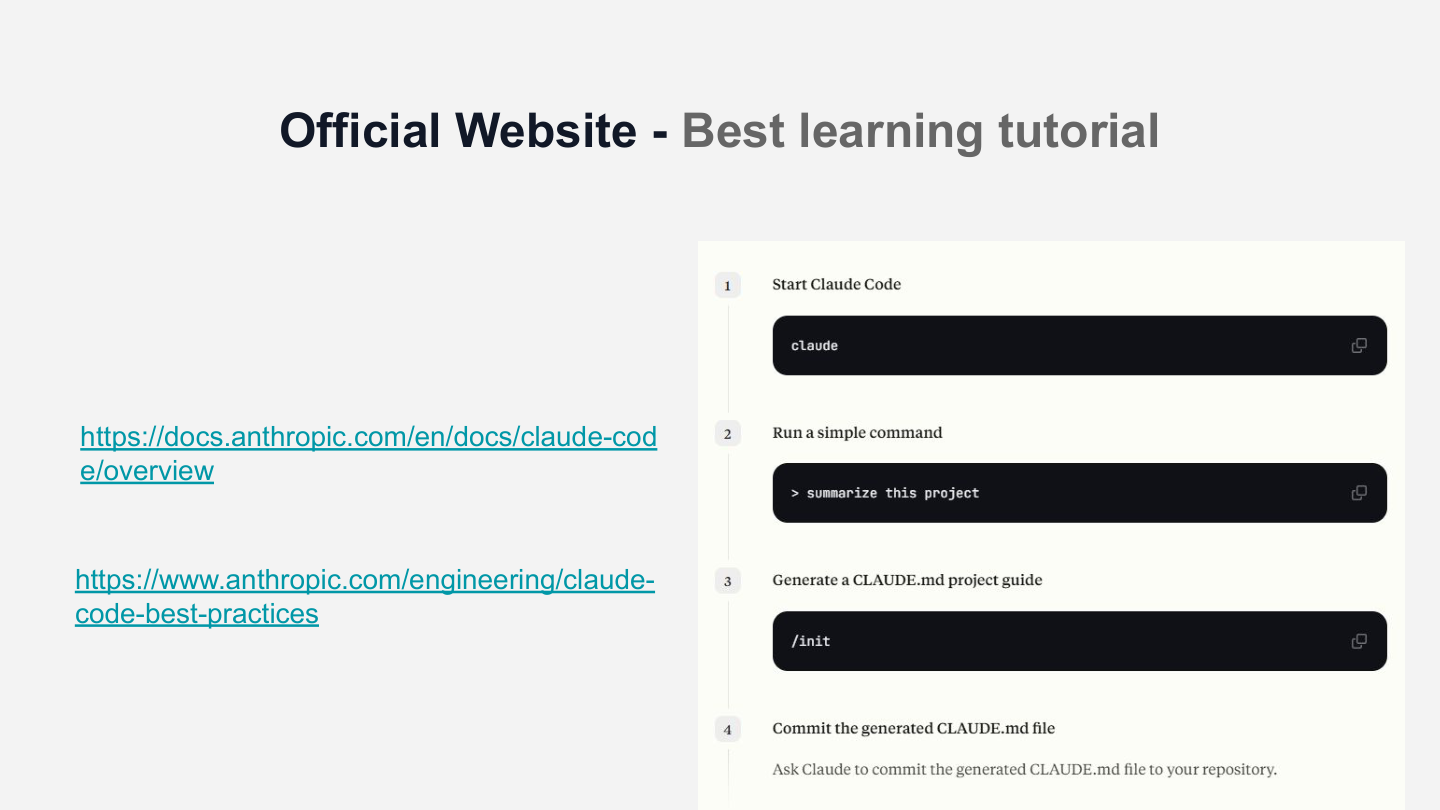 Official Website - Best learning tutorial
https://docs.anthropic.com/en/docs/claude-cod
e/overview
https://www.anthropic.com/engineering/claude-
code-best-practices
1
Start Claude Code
claude
2
Run a simple command
> summarize this project
3
Generate a CLAUDE.md project guide
/init
4
Commit the generated CLAUDE.md file
Ask Claude to commit the generated CLAUDE.md file to your repository.